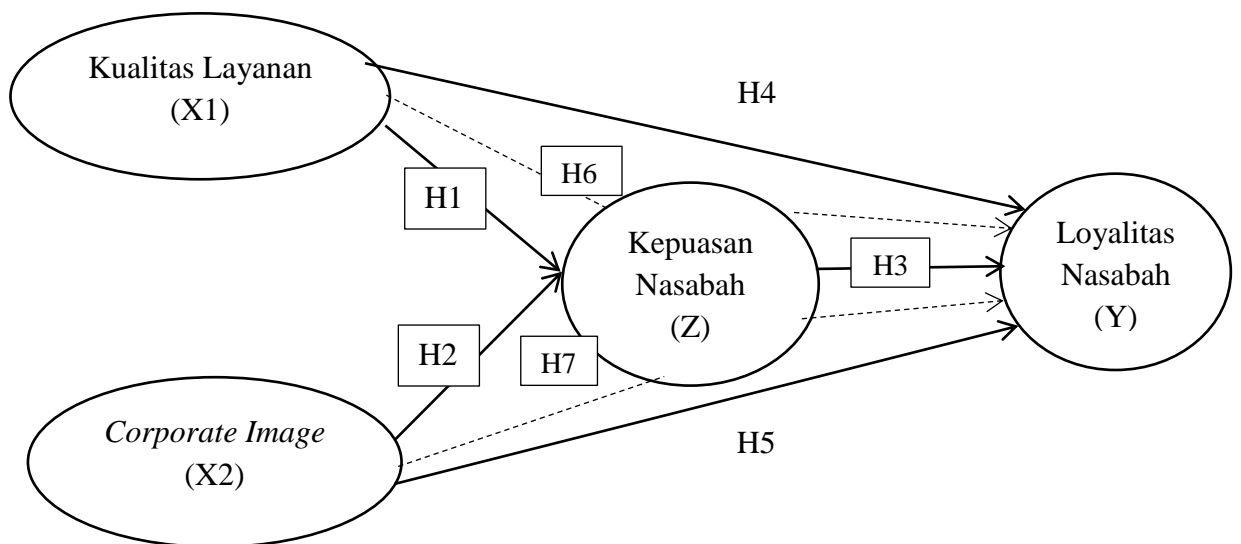 Kualitas Layanan
(X1)
H4
H6
H1
Kepuasan
Nasabah
(Z)
H3
Loyalitas
Nasabah
(Y)
H2
H7
Corporate Image
(X2)
H5